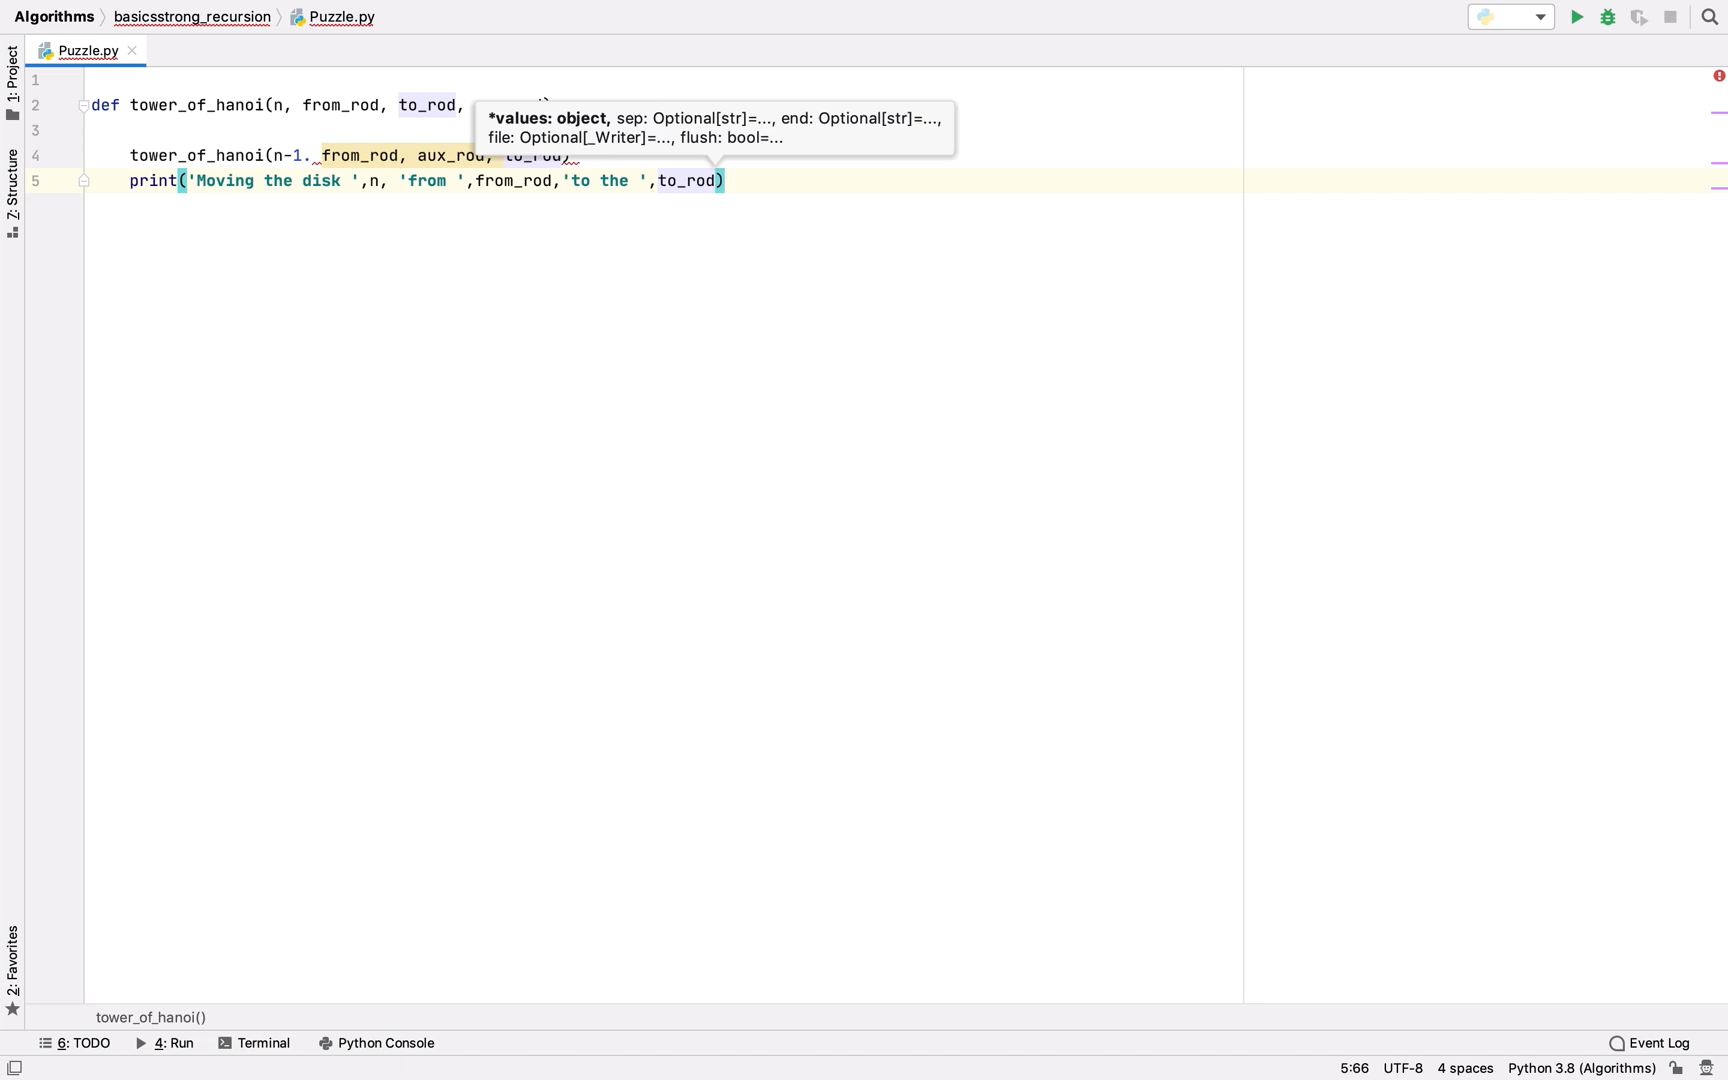 Algorithms basicsstrong_recursion Puzzle.py
Puzzle.py
1: Project
7: Structure
2: Favorites
1
2 def tower_of_hanoi(n, from_rod, to_rod,
*values: object, sep: Optional[str]=..., end: Optional[str]=...,
file: Optional[_Writer]=..., flush: bool=...
3
4 tower_of_hanoi(n-1. from_rod, aux_rod, to_rod)
5 print('Moving the disk ',n, 'from ',from_rod,'to the ',to_rod)
tower_of_hanoi()
6: TODO 4: Run Terminal Python Console Event Log
5:66 UTF-8 4 spaces Python 3.8 (Algorithms)